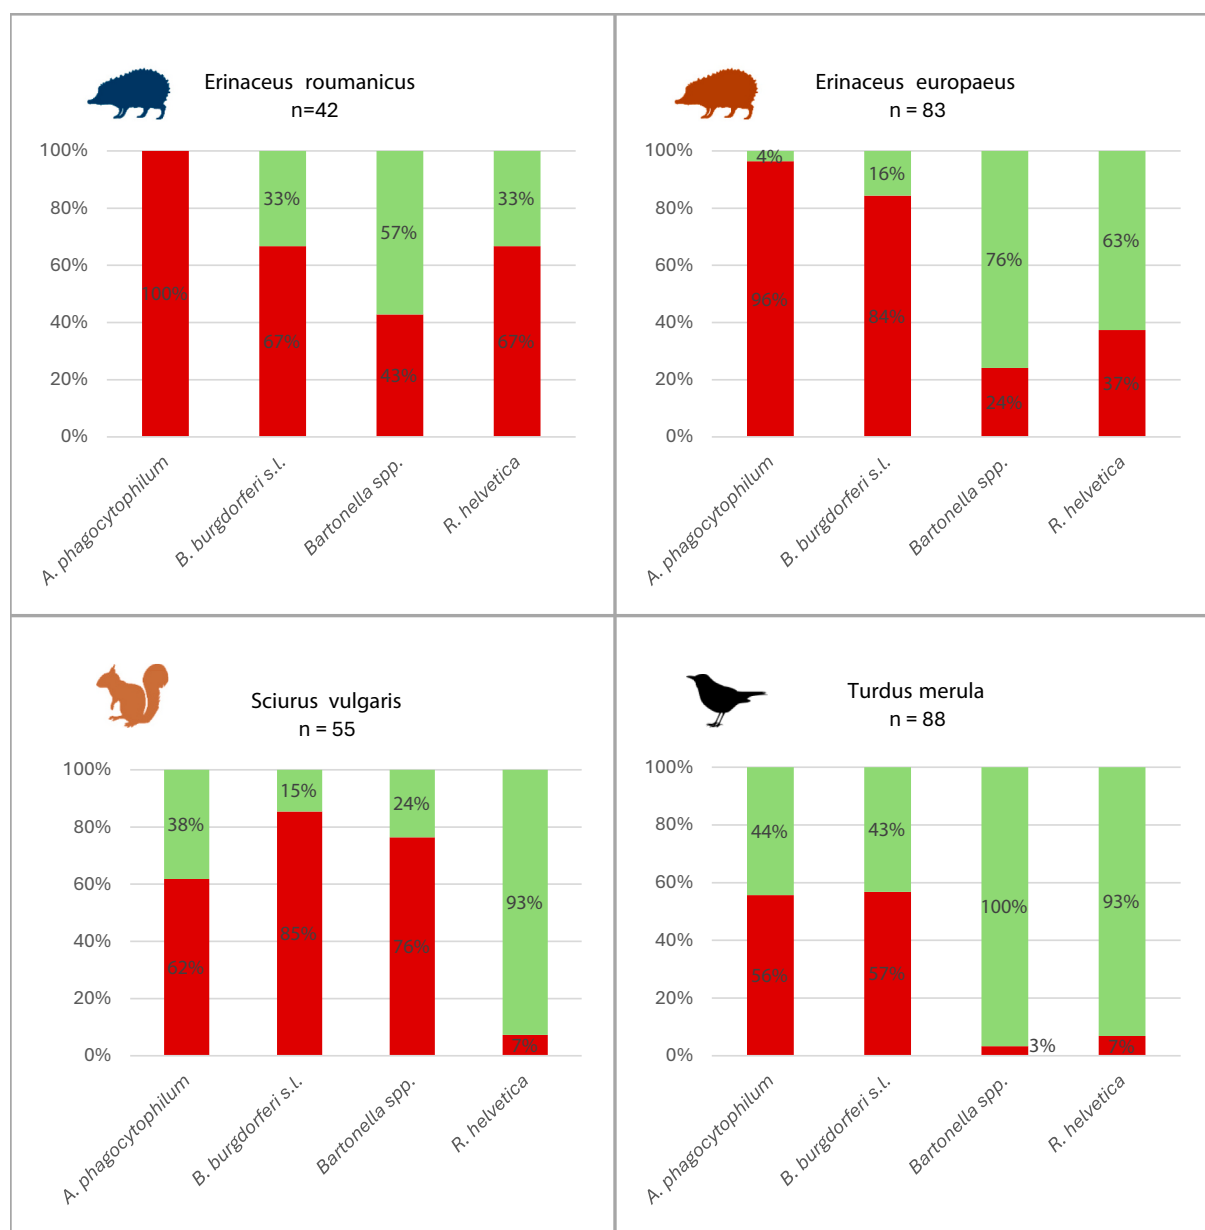 Erinaceus roumanicus
n=42
100%
80%
60%
40%
20%
0%
33%
57%
33%
100%
67%
43%
67%
A. phagocytophilum
B. burgdorferi s.l.
Bartonella spp.
R. helvetica
Erinaceus europaeus
n = 83
100%
80%
60%
40%
20%
0%
4%
16%
76%
63%
96%
84%
24%
37%
A. phagocytophilum
B. burgdorferi s.l.
Bartonella spp.
R. helvetica
Sciurus vulgaris
n = 55
100%
80%
60%
40%
20%
0%
38%
15%
24%
93%
62%
85%
76%
7%
A. phagocytophilum
B. burgdorferi s.l.
Bartonella spp.
R. helvetica
Turdus merula
n = 88
100%
80%
60%
40%
20%
0%
44%
43%
100%
93%
56%
57%
3%
7%
A. phagocytophilum
B. burgdorferi s.l.
Bartonella spp.
R. helvetica